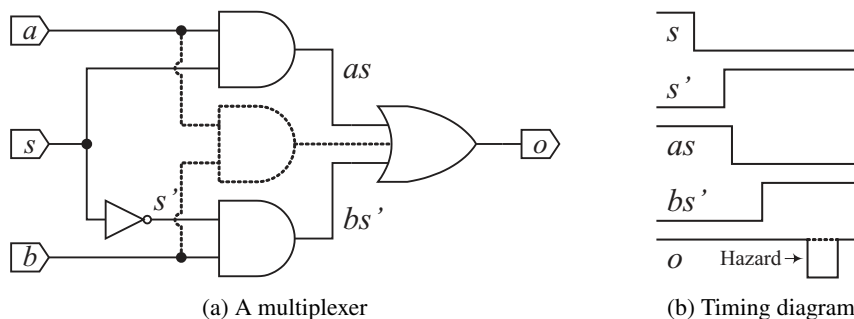 a
s
b
s'
as
bs'
o
(a) A multiplexer
s
s'
as
bs'
o
Hazard
(b) Timing diagram